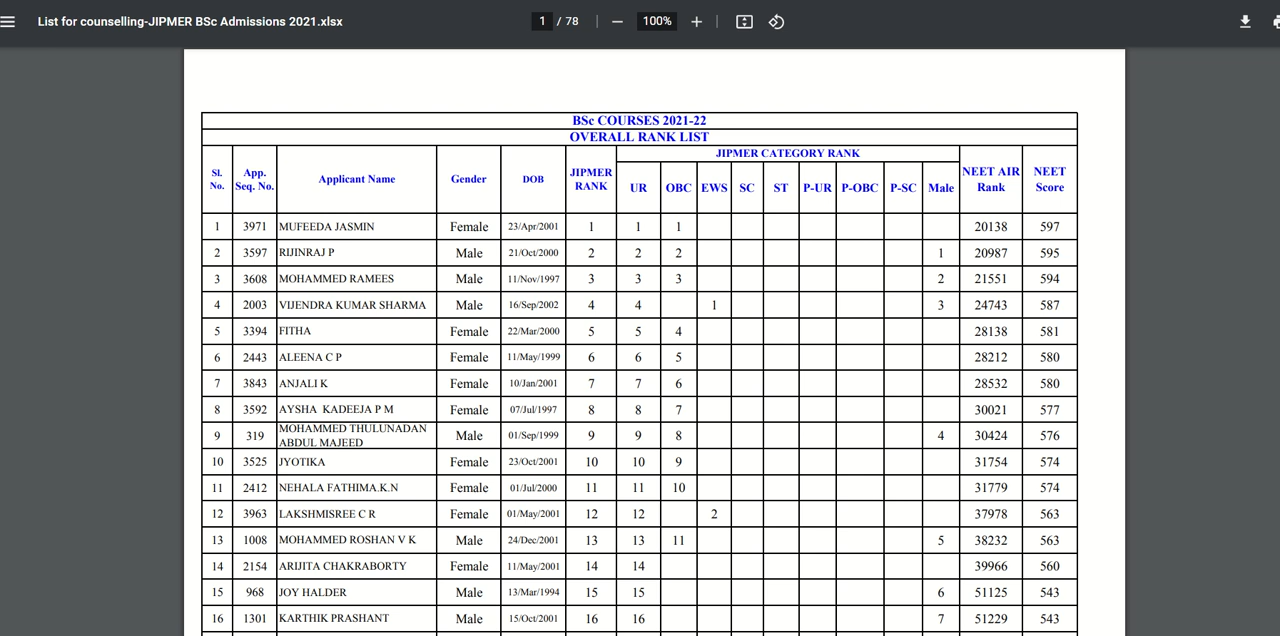 List for counselling-JIPMER BSc Admissions 2021.xlsx 1 / 78 100%
BSc COURSES 2021-22
OVERALL RANK LIST
Sl. No. App. Seq. No. Applicant Name Gender DOB JIPMER RANK JIPMER CATEGORY RANK NEET AIR Rank NEET Score
UR OBC EWS SC ST P-UR P-OBC P-SC Male
1 3971 MUFEEDA JASMIN Female 23/Apr/2001 1 1 1 20138 597
2 3597 RIJINRAJ P Male 21/Oct/2000 2 2 2 1 20987 595
3 3608 MOHAMMED RAMEES Male 11/Nov/1997 3 3 3 2 21551 594
4 2003 VIJENDRA KUMAR SHARMA Male 16/Sep/2002 4 4 1 3 24743 587
5 3394 FITHA Female 22/Mar/2000 5 5 4 28138 581
6 2443 ALEENA C P Female 11/May/1999 6 6 5 28212 580
7 3843 ANJALI K Female 10/Jan/2001 7 7 6 28532 580
8 3592 AYSHA KADEEJA P M Female 07/Jul/1997 8 8 7 30021 577
9 319 MOHAMMED THULUNADAN ABDUL MAJEED Male 01/Sep/1999 9 9 8 4 30424 576
10 3525 JYOTIKA Female 23/Oct/2001 10 10 9 31754 574
11 2412 NEHALA FATHIMA.K.N Female 01/Jul/2000 11 11 10 31779 574
12 3963 LAKSHMISREE C R Female 01/May/2001 12 12 2 37978 563
13 1008 MOHAMMED ROSHAN V K Male 24/Dec/2001 13 13 11 5 38232 563
14 2154 ARIJITA CHAKRABORTY Female 11/May/2001 14 14 39966 560
15 968 JOY HALDER Male 13/Mar/1994 15 15 6 51125 543
16 1301 KARTHIK PRASHANT Male 15/Oct/2001 16 16 7 51229 543